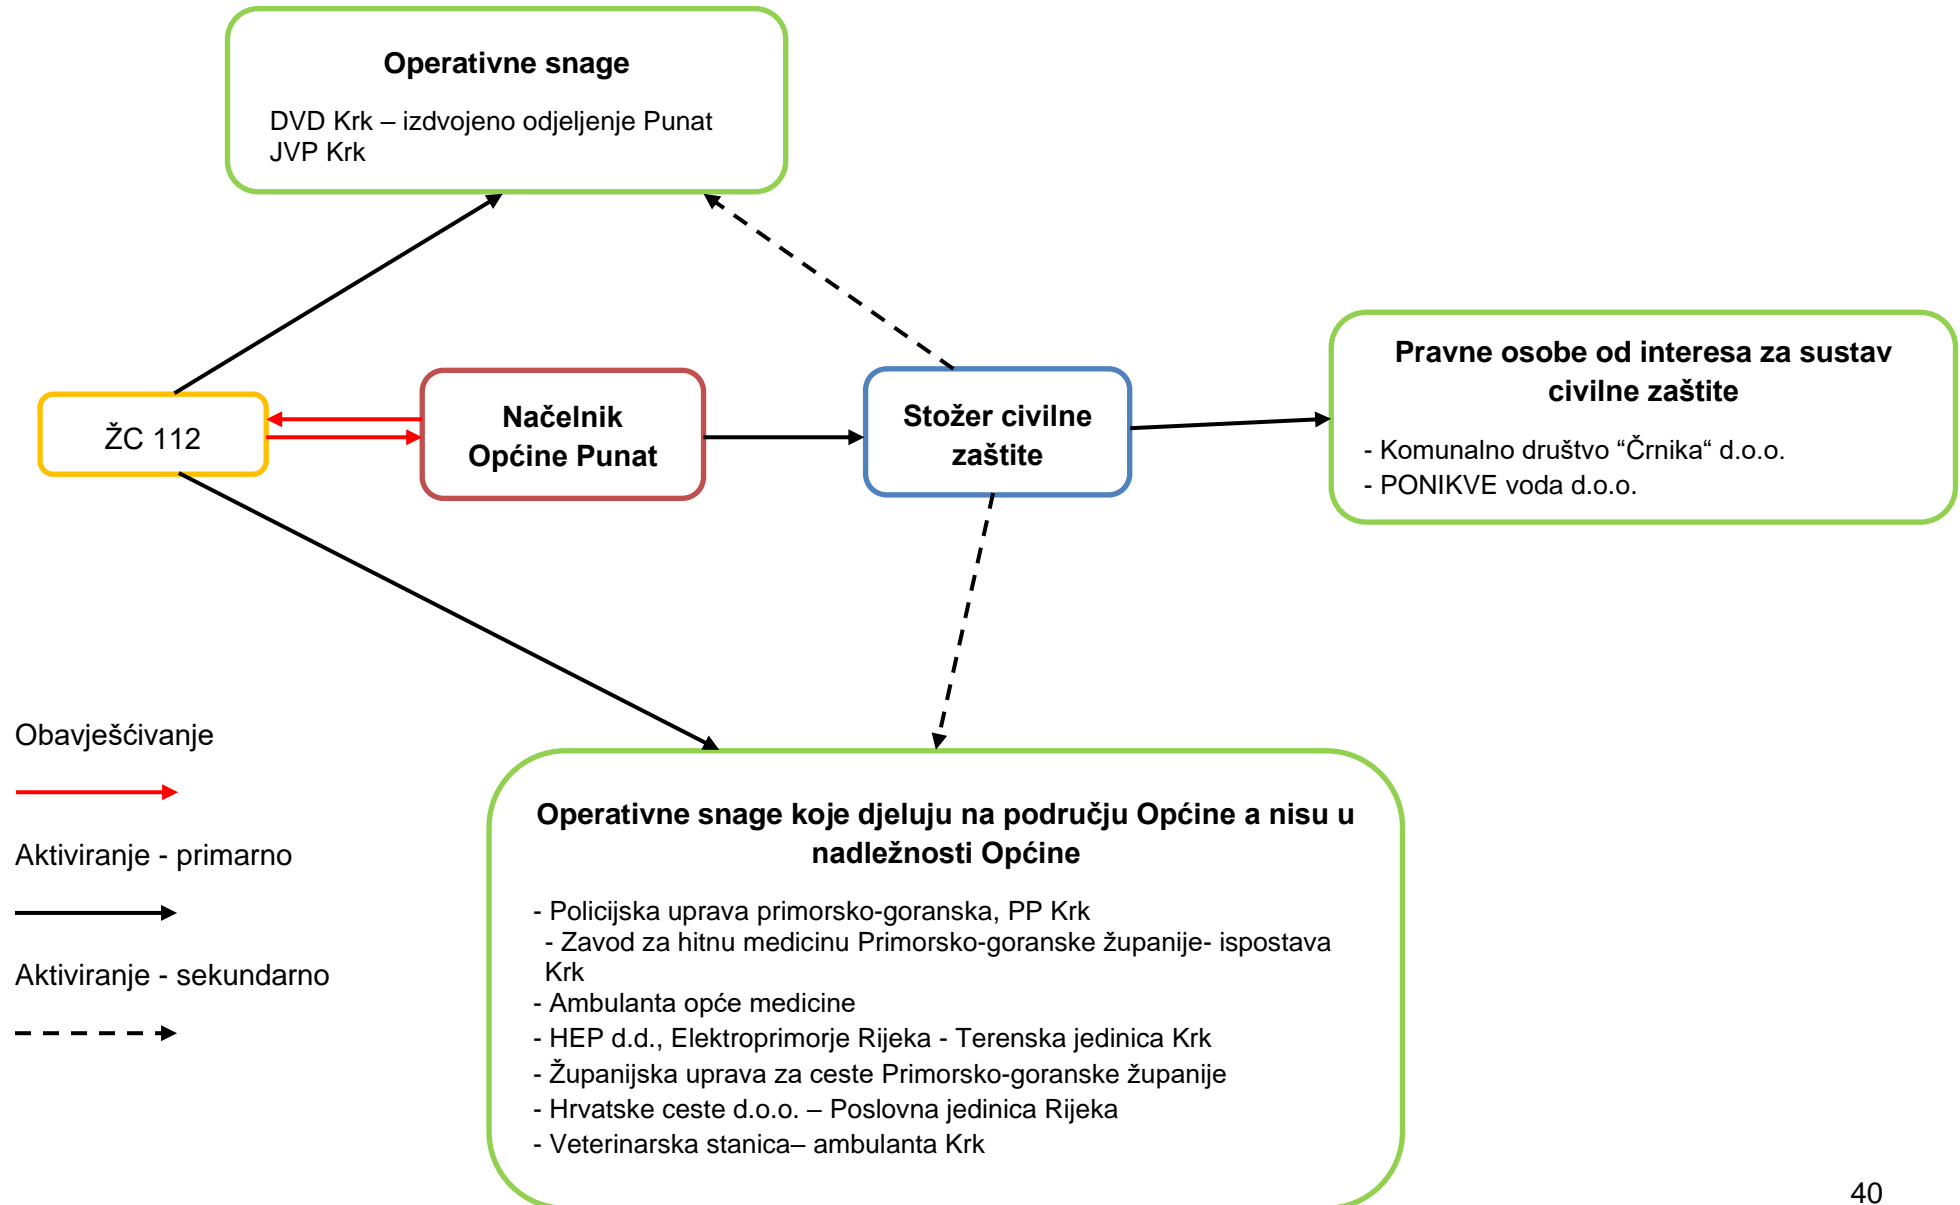 Operativne snage
DVD Krk – izdvojeno odjeljenje Punat
JVP Krk
ŽC 112
Načelnik
Općine Punat
Stožer civilne
zaštite
Pravne osobe od interesa za sustav
civilne zaštite
- Komunalno društvo “Črnika“ d.o.o.
- PONIKVE voda d.o.o.
Obavješćivanje
Aktiviranje - primarno
Aktiviranje - sekundarno
Operativne snage koje djeluju na području Općine a nisu u
nadležnosti Općine
- Policijska uprava primorsko-goranska, PP Krk
- Zavod za hitnu medicinu Primorsko-goranske županije- ispostava
Krk
- Ambulanta opće medicine
- HEP d.d., Elektroprimorje Rijeka - Terenska jedinica Krk
- Županijska uprava za ceste Primorsko-goranske županije
- Hrvatske ceste d.o.o. – Poslovna jedinica Rijeka
- Veterinarska stanica– ambulanta Krk
40